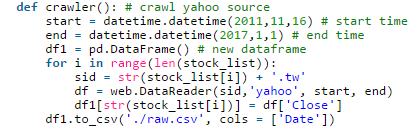 def crawler(): # crawl yahoo source
    start = datetime.datetime(2011,11,16) # start time
    end = datetime.datetime(2017,1,1) # end time
    df1 = pd.DataFrame() # new dataframe
    for i in range(len(stock_list)):
        sid = str(stock_list[i]) + '.tw'
        df = web.DataReader(sid,'yahoo', start, end)
        df1[str(stock_list[i])] = df['Close']
    df1.to_csv('./raw.csv', cols = ['Date'])